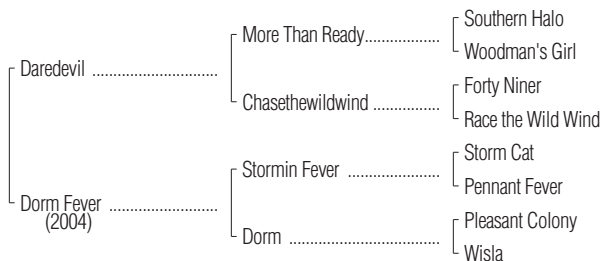 Southern Halo
More Than Ready..................
Woodman's Girl
Daredevil ..............................
Forty Niner
Chasethewildwind ................
Race the Wild Wind
Storm Cat
Stormin Fever ......................
Pennant Fever
Dorm Fever ..........................
(2004)
Pleasant Colony
Dorm ....................................
Wisla